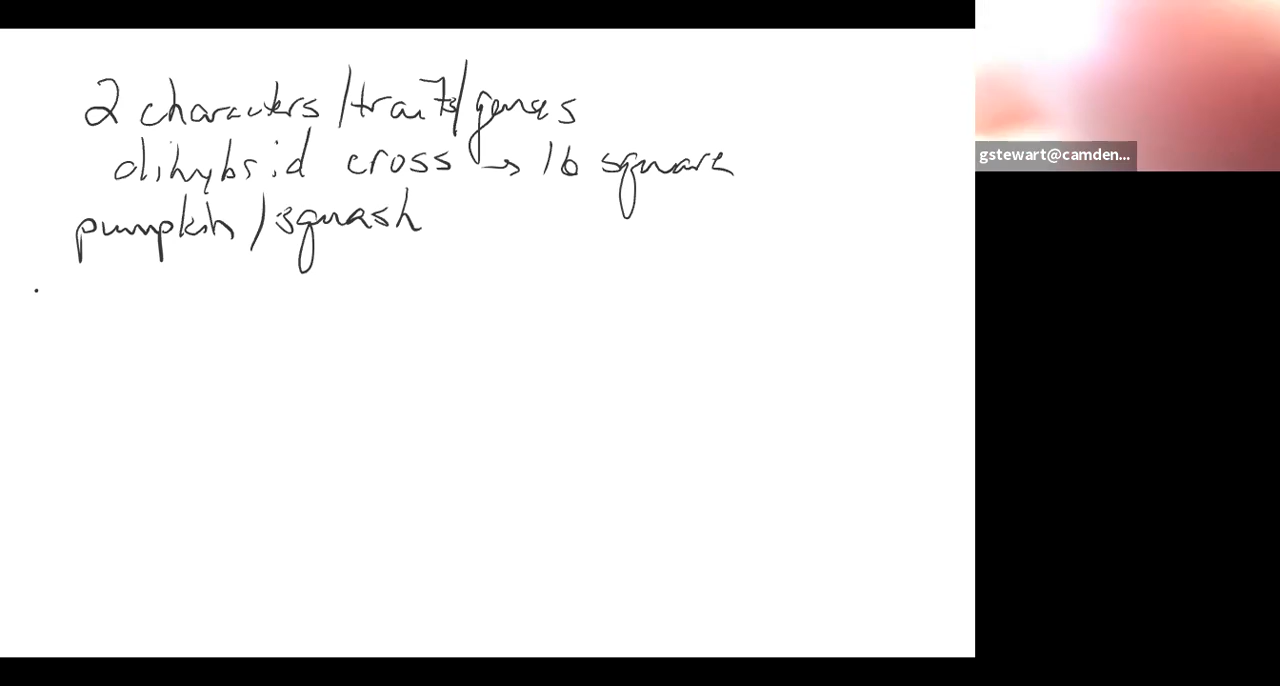 2 characters/traits/genes
dihybrid cross → 16 square
pumpkin/squash
gstewart@camden...